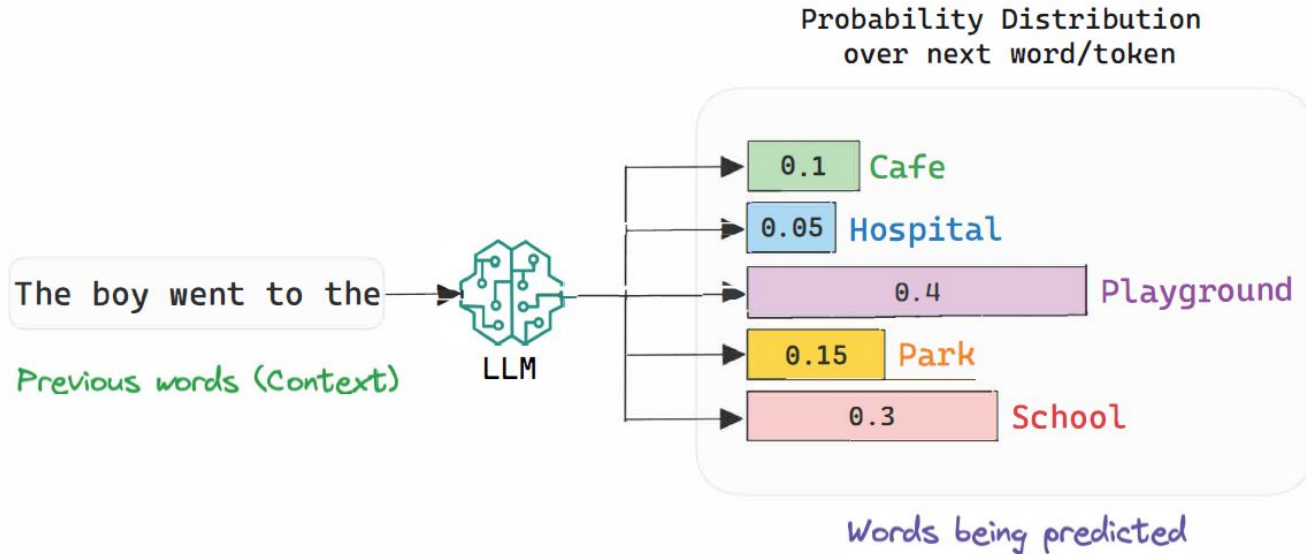 Probability Distribution
over next word/token
0.1 Cafe
0.05 Hospital
The boy went to the
0.4 Playground
LLM
0.15 Park
Previous words (Context)
0.3 School
Words being predicted